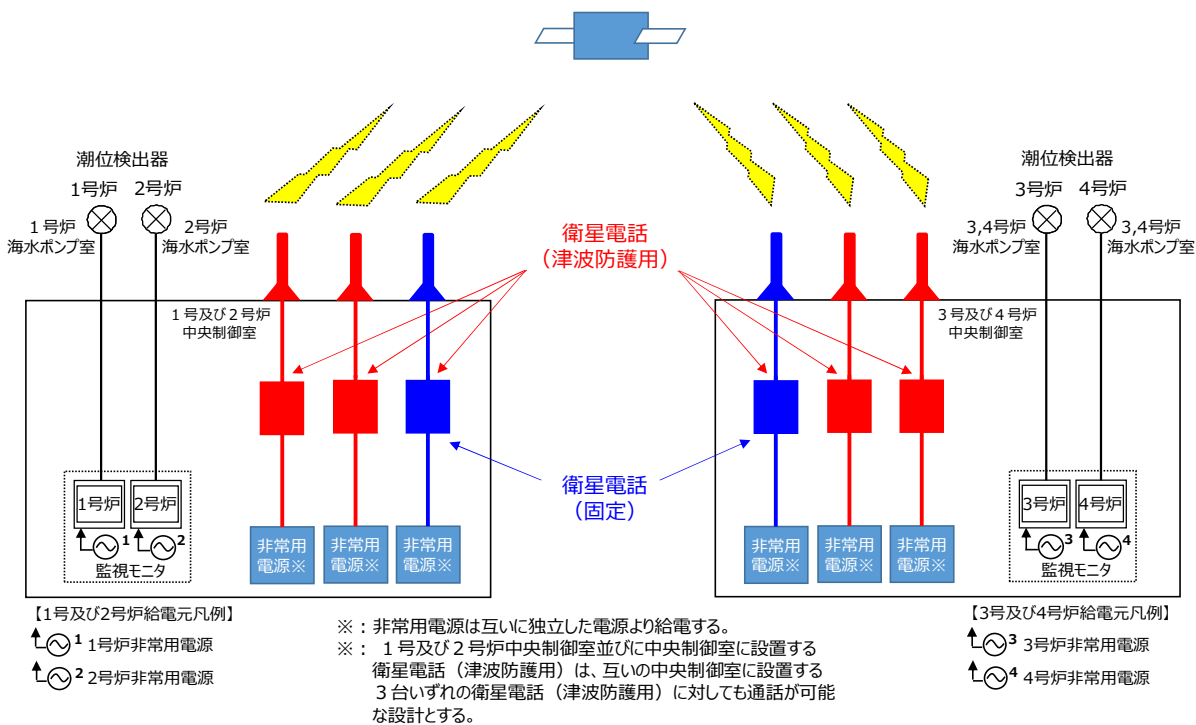 潮位検出器
1号炉 2号炉
1号炉
海水ポンプ室
2号炉
海水ポンプ室
1号及び2号炉
中央制御室
衛星電話
（津波防護用）
潮位検出器
3号炉 4号炉
3,4号炉
海水ポンプ室
3,4号炉
海水ポンプ室
3号及び4号炉
中央制御室
衛星電話
（固定）
1号炉 2号炉
1 2
監視モニタ
非常用
電源※
非常用
電源※
非常用
電源※
非常用
電源※
非常用
電源※
非常用
電源※
3号炉 4号炉
3 4
監視モニタ
【1号及び2号炉給電元凡例】
1 1号炉非常用電源
2 2号炉非常用電源
※：非常用電源は互いに独立した電源より給電する。
※： 1号及び2号炉中央制御室並びに中央制御室に設置する
衛星電話（津波防護用）は、互いの中央制御室に設置する
3台いずれの衛星電話（津波防護用）に対しても通話が可能
な設計とする。
【3号及び4号炉給電元凡例】
3 3号炉非常用電源
4 4号炉非常用電源